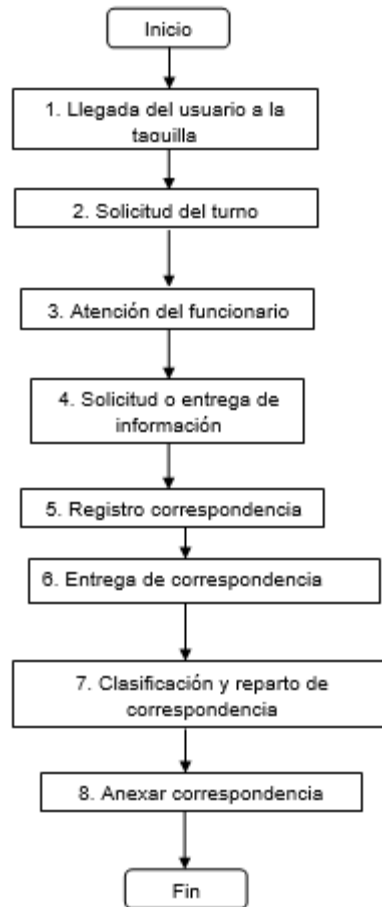 Inicio
1. Llegada del usuario a la
taquilla
2. Solicitud del turno
3. Atención del funcionario
4. Solicitud o entrega de
información
5. Registro correspondencia
6. Entrega de correspondencia
7. Clasificación y reparto de
correspondencia
8. Anexar correspondencia
Fin